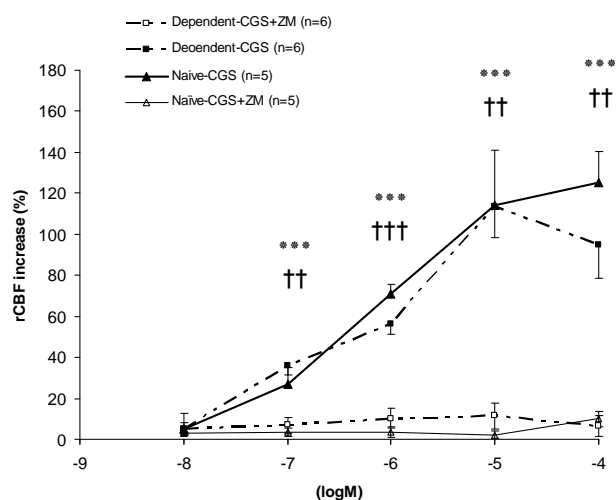 Dependent-CGS+ZM (n=6)
Deoendent-CGS (n=6)
Naive-CGS (n=5)
Naïve-CGS+ZM (n=5)
180
160
140
120
100
80
60
40
20
0
rCBF increase (%)
*** *** *** ***
†† ††† †† ††
-9 -8 -7 -6 -5 -4
(logM)